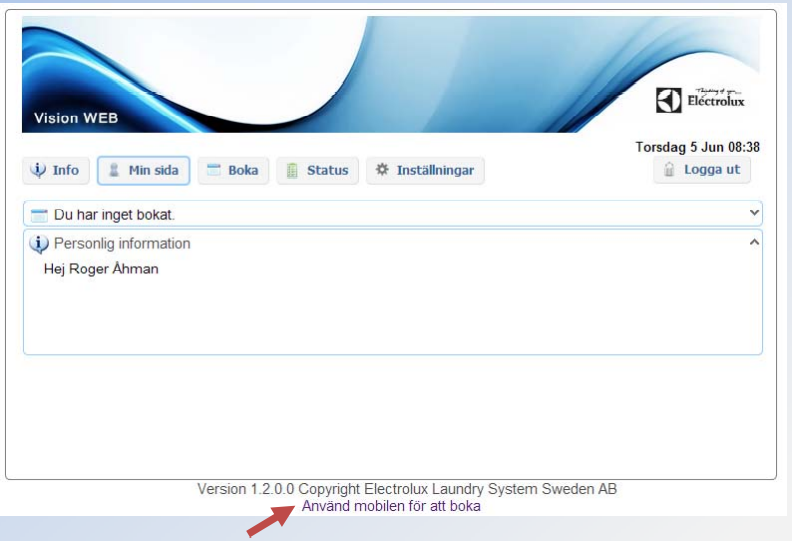 Thinking of you
Electrolux
Vision WEB
Torsdag 5 Jun 08:38
Info Min sida Boka Status Inställningar Logga ut
Du har inget bokat.
Personlig information
Hej Roger Åhman
Version 1.2.0.0 Copyright Electrolux Laundry System Sweden AB
Använd mobilen för att boka